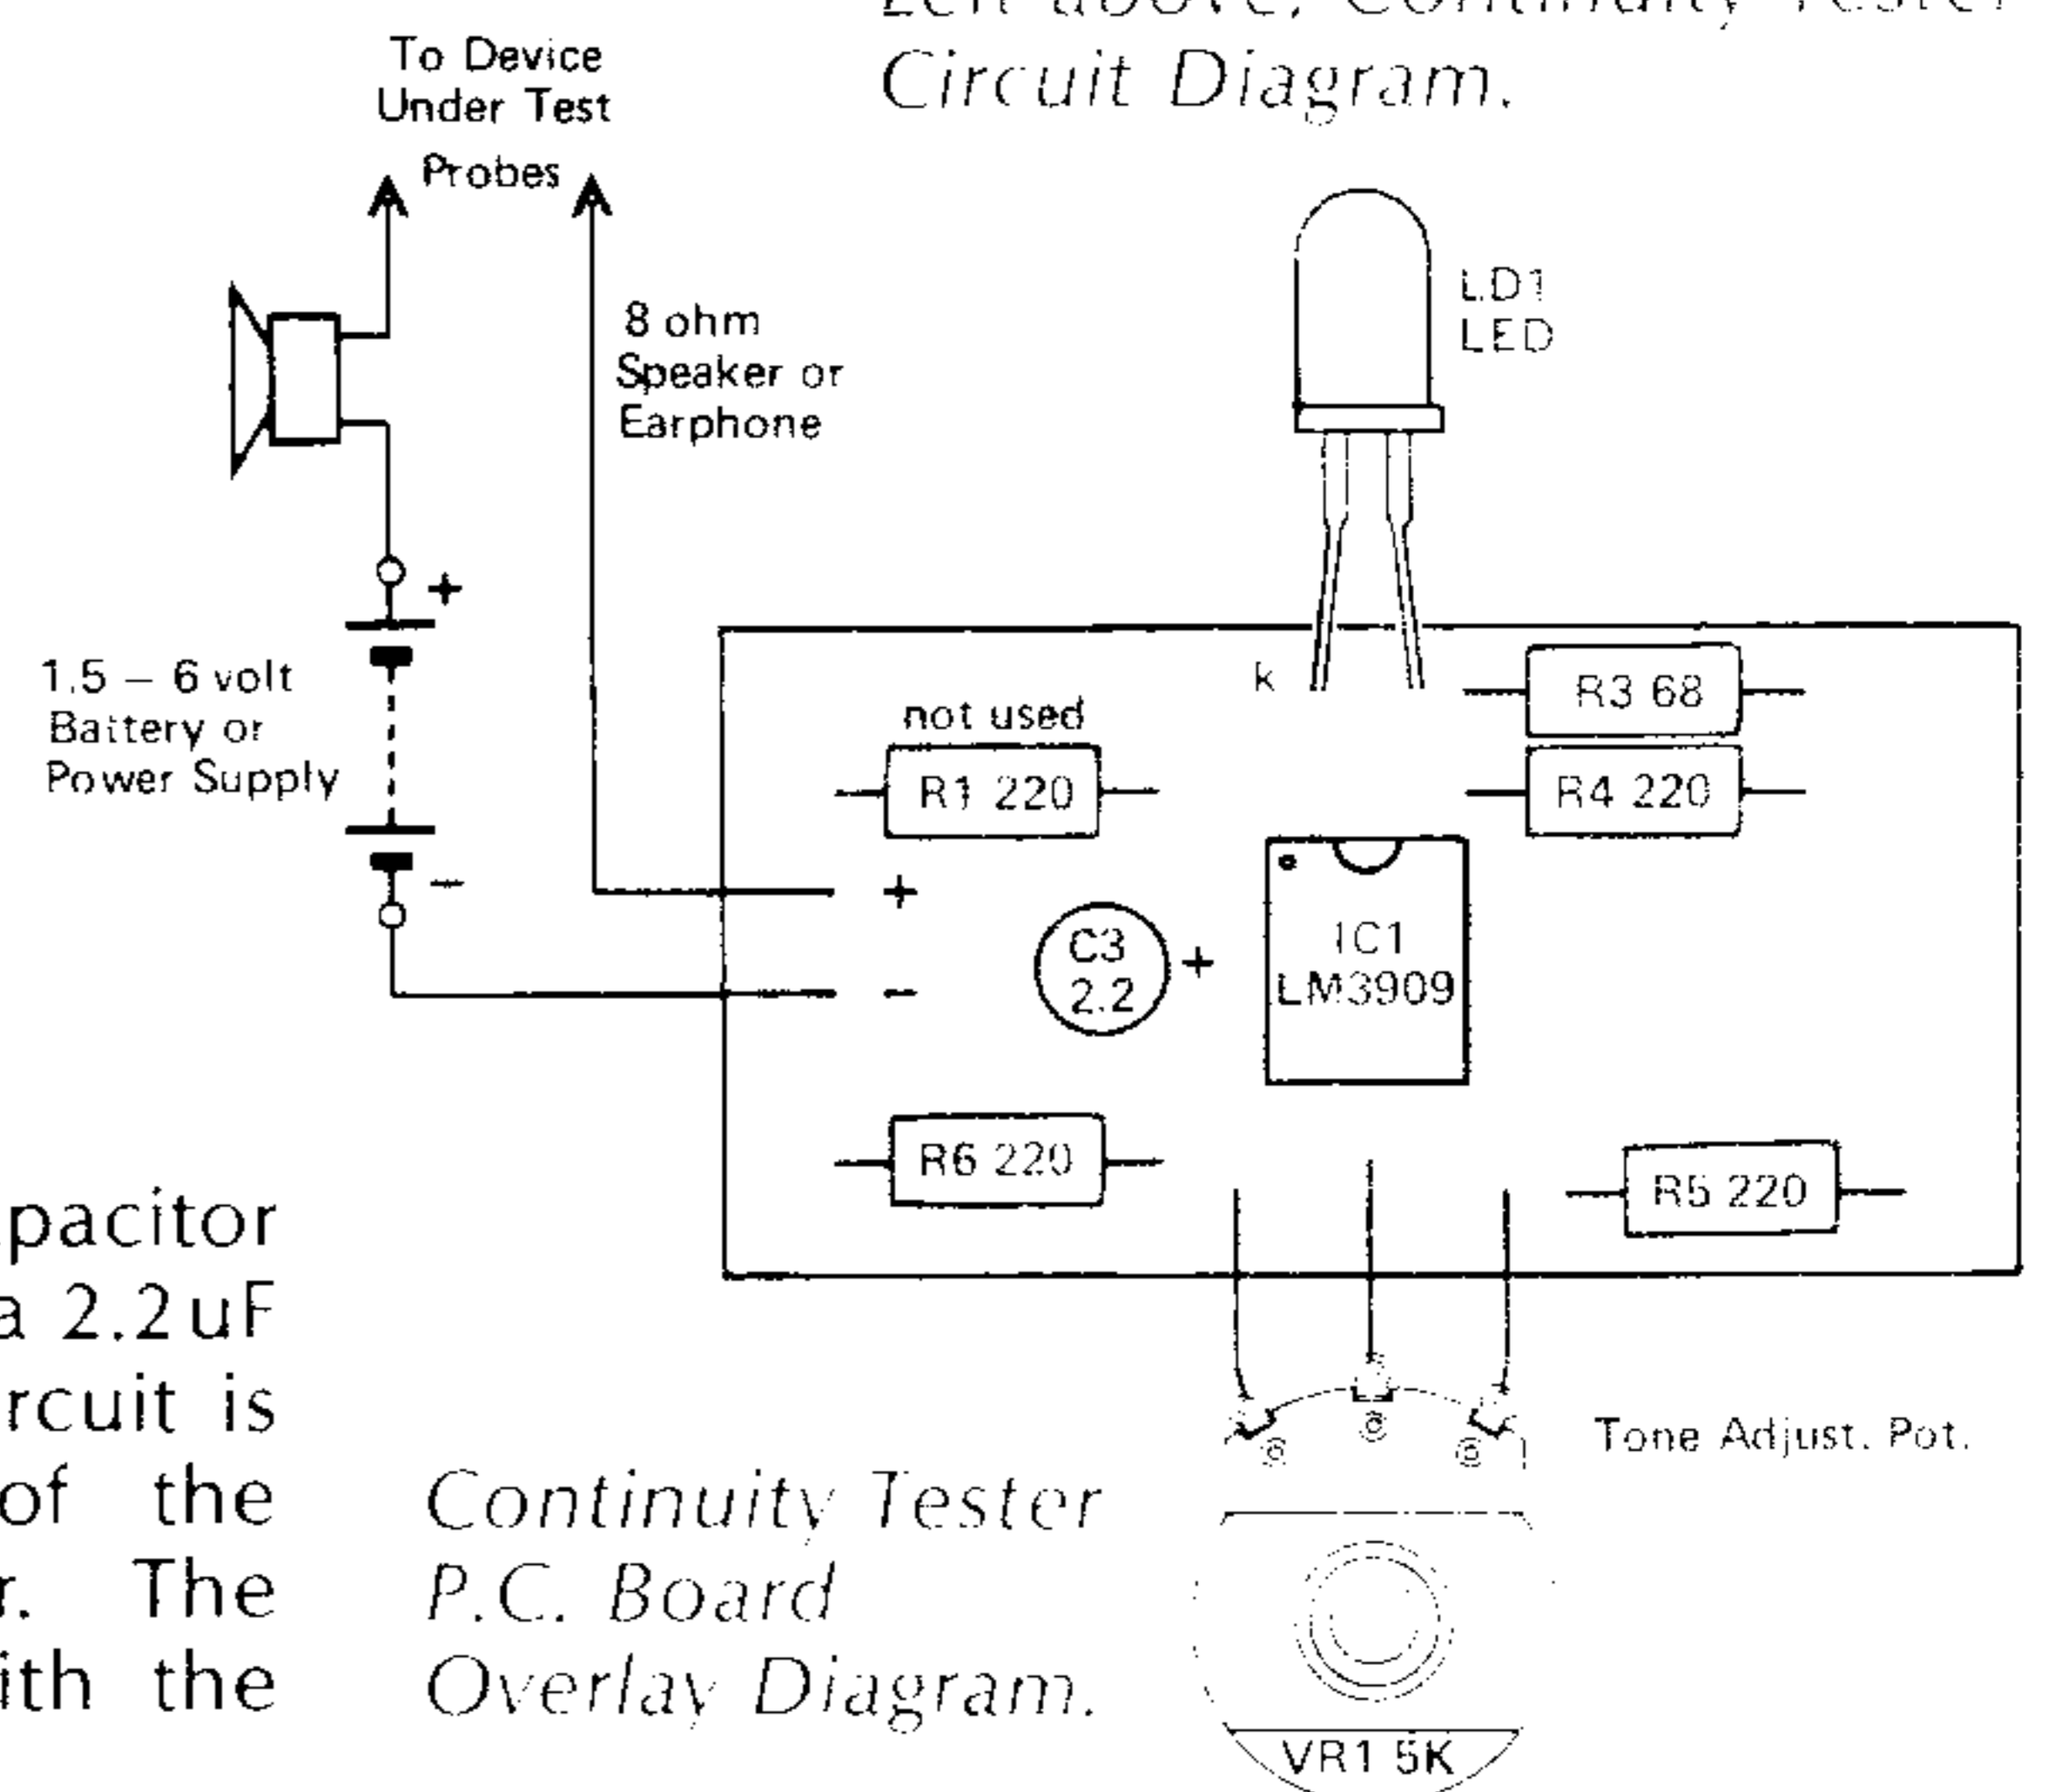 Circuit Diagram.
To Device
Under Test
Probes
8 ohm
Speaker or
Earphone
LD1
LED
+
1.5 – 6 volt
Battery or
Power Supply
–
k
not used
R1 220
R3 68
R4 220
+
–
C3
2.2
+
IC1
LM3909
R6 220
R5 220
Tone Adjust. Pot.
VR1 5K
pacitor
a 2.2uF
rcuit is
of the
r. The
ith the
Continuity Tester
P.C. Board
Overlay Diagram.